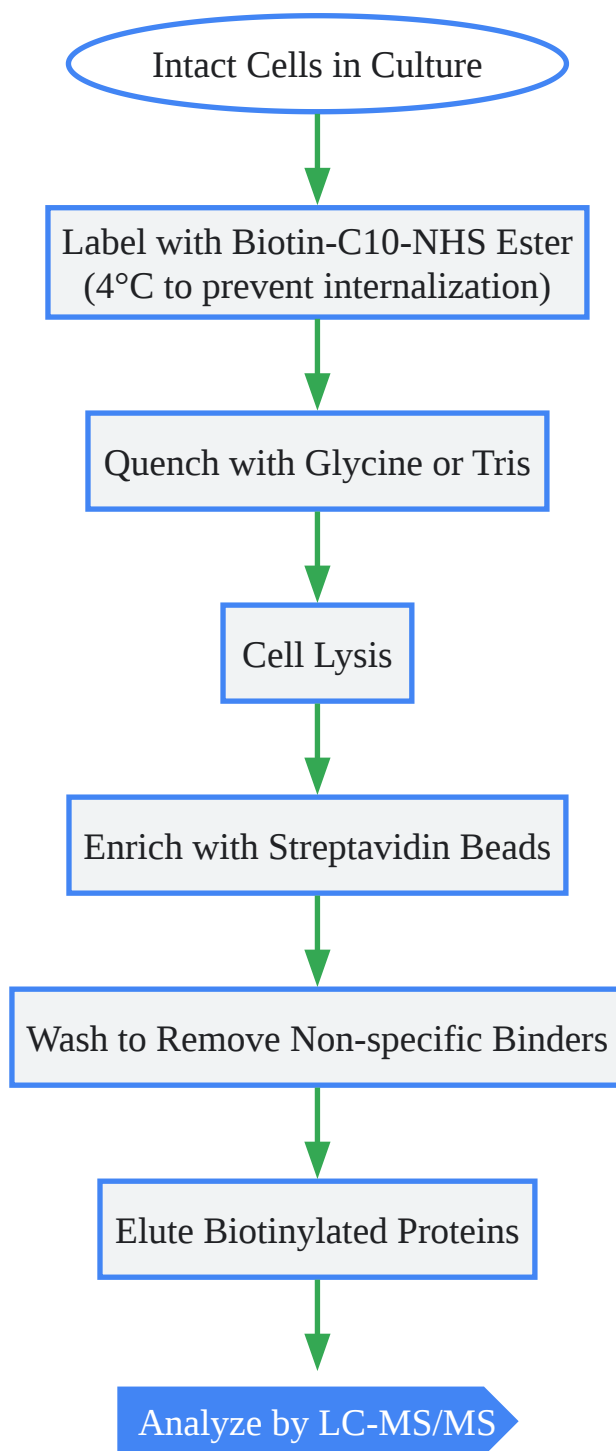 Intact Cells in Culture
Label with Biotin-C10-NHS Ester
(4°C to prevent internalization)
Quench with Glycine or Tris
Cell Lysis
Enrich with Streptavidin Beads
Wash to Remove Non-specific Binders
Elute Biotinylated Proteins
Analyze by LC-MS/MS